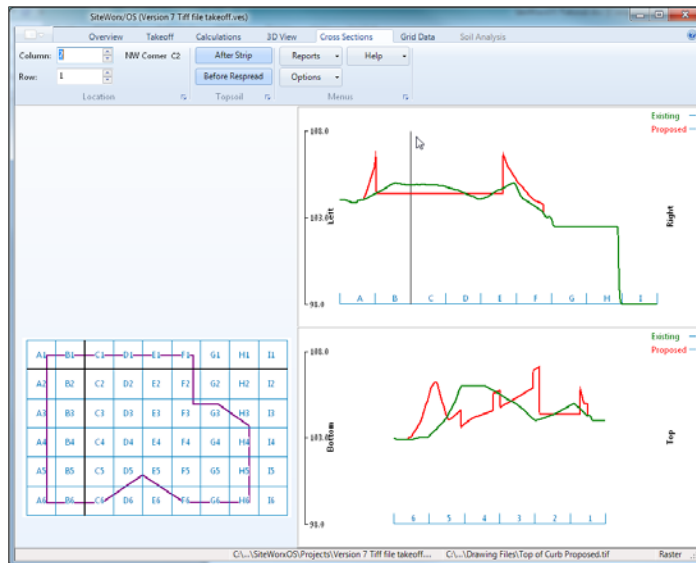 SiteWorx/OS (Version 7 Tiff file takeoff.ves)
Overview Takeoff Calculations 3D View Cross Sections Grid Data Soil Analysis
Column: 2 NW Corner C2 After Strip Reports Help
Row: 1 Before Respread Options
Location Topsoil Menus
Existing
Proposed
108.0
103.0
98.0
Left
Right
A B C D E F G H I
Existing
Proposed
108.0
103.0
98.0
Bottom
Top
6 5 4 3 2 1
A1 B1 C1 D1 E1 F1 G1 H1 I1
A2 B2 C2 D2 E2 F2 G2 H2 I2
A3 B3 C3 D3 E3 F3 G3 H3 I3
A4 B4 C4 D4 E4 F4 G4 H4 I4
A5 B5 C5 D5 E5 F5 G5 H5 I5
A6 B6 C6 D6 E6 F6 G6 H6 I6
C:\...\SiteWorxOS\Projects\Version 7 Tiff file takeoff... C:\...\Drawing Files\Top of Curb Proposed.tif Raster